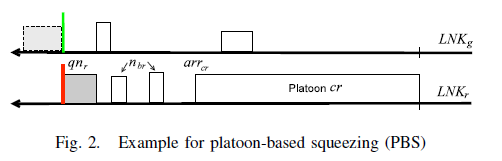 LNKg
qnr nbr arrcr
Platoon cr LNKr
Fig. 2. Example for platoon-based squeezing (PBS)